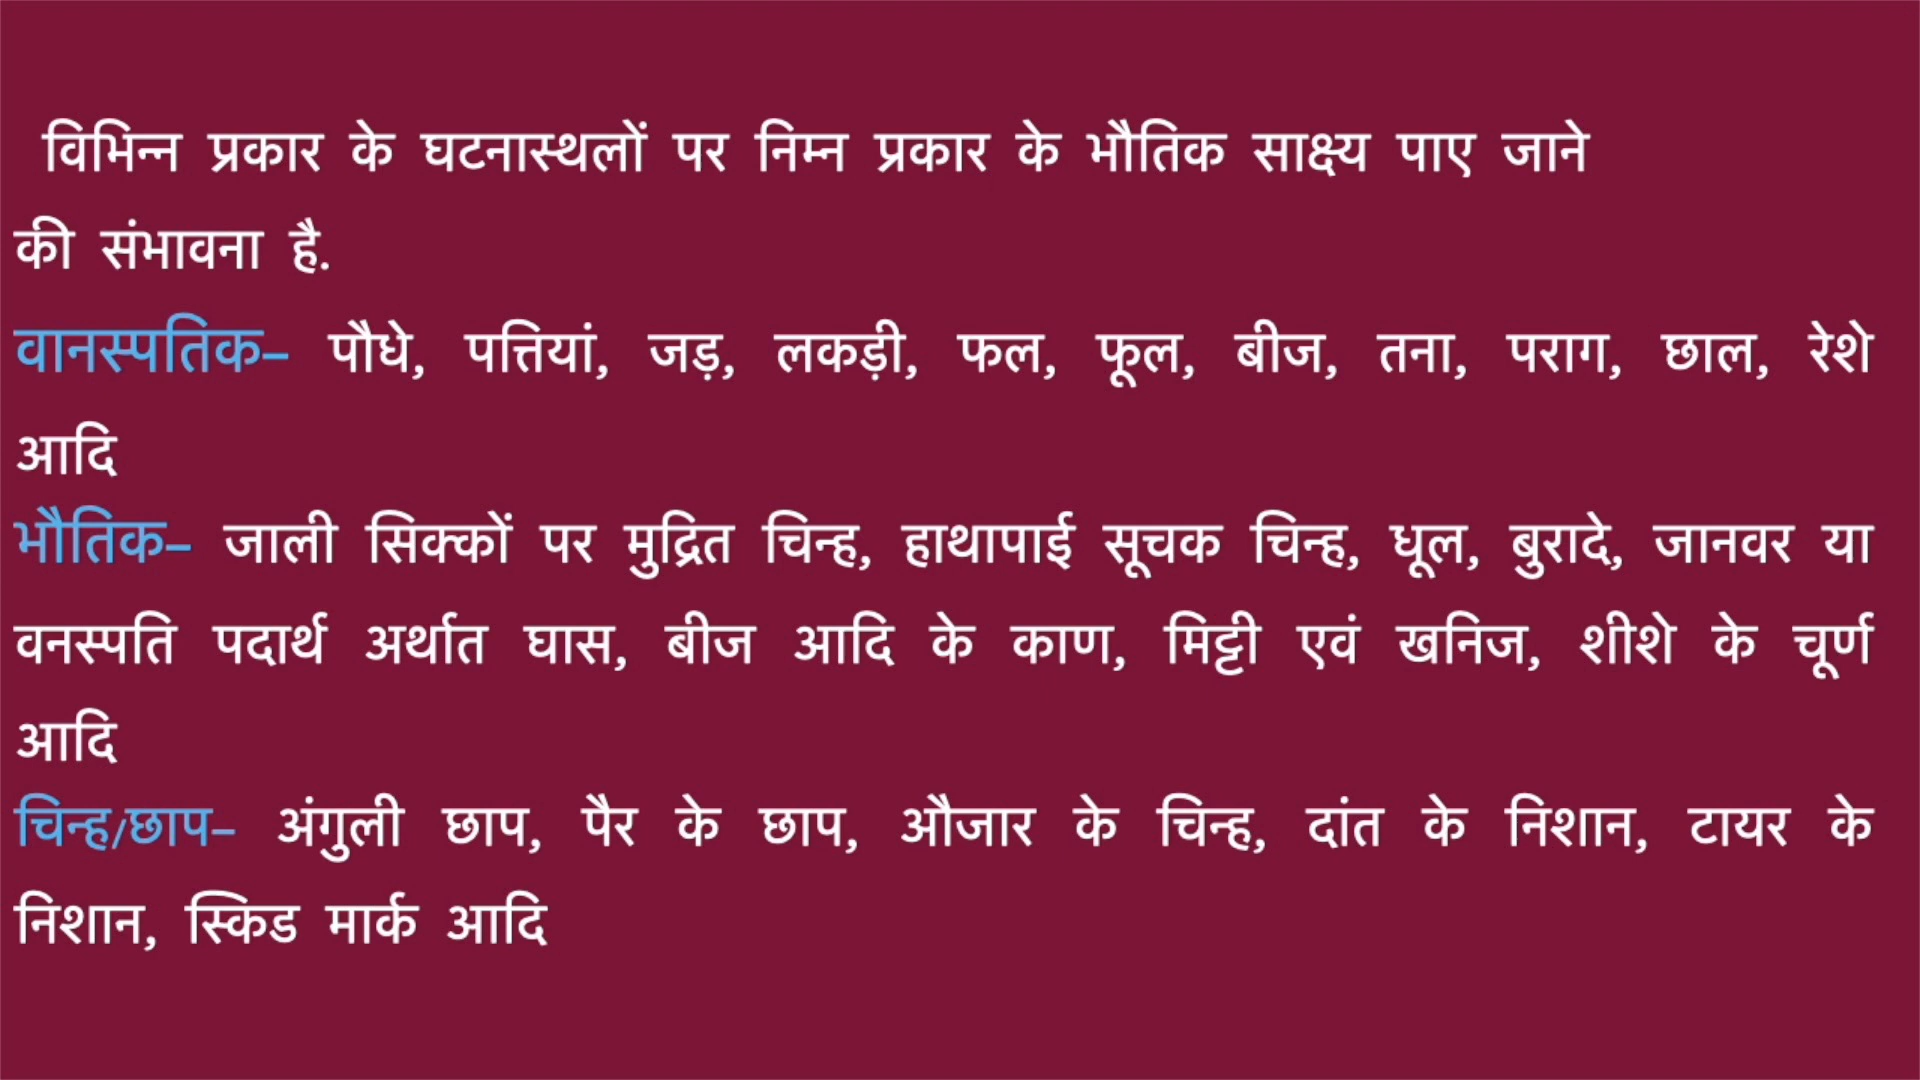 विभिन्न प्रकार के घटनास्थलों पर निम्न प्रकार के भौतिक साक्ष्य पाए जाने
की संभावना है.
वानस्पतिक– पौधे, पत्तियां, जड़, लकड़ी, फल, फूल, बीज, तना, पराग, छाल, रेशे
आदि
भौतिक– जाली सिक्कों पर मुद्रित चिन्ह, हाथापाई सूचक चिन्ह, धूल, बुरादे, जानवर या
वनस्पति पदार्थ अर्थात घास, बीज आदि के काण, मिट्टी एवं खनिज, शीशे के चूर्ण
आदि
चिन्ह/छाप– अंगुली छाप, पैर के छाप, औजार के चिन्ह, दांत के निशान, टायर के
निशान, स्किड मार्क आदि